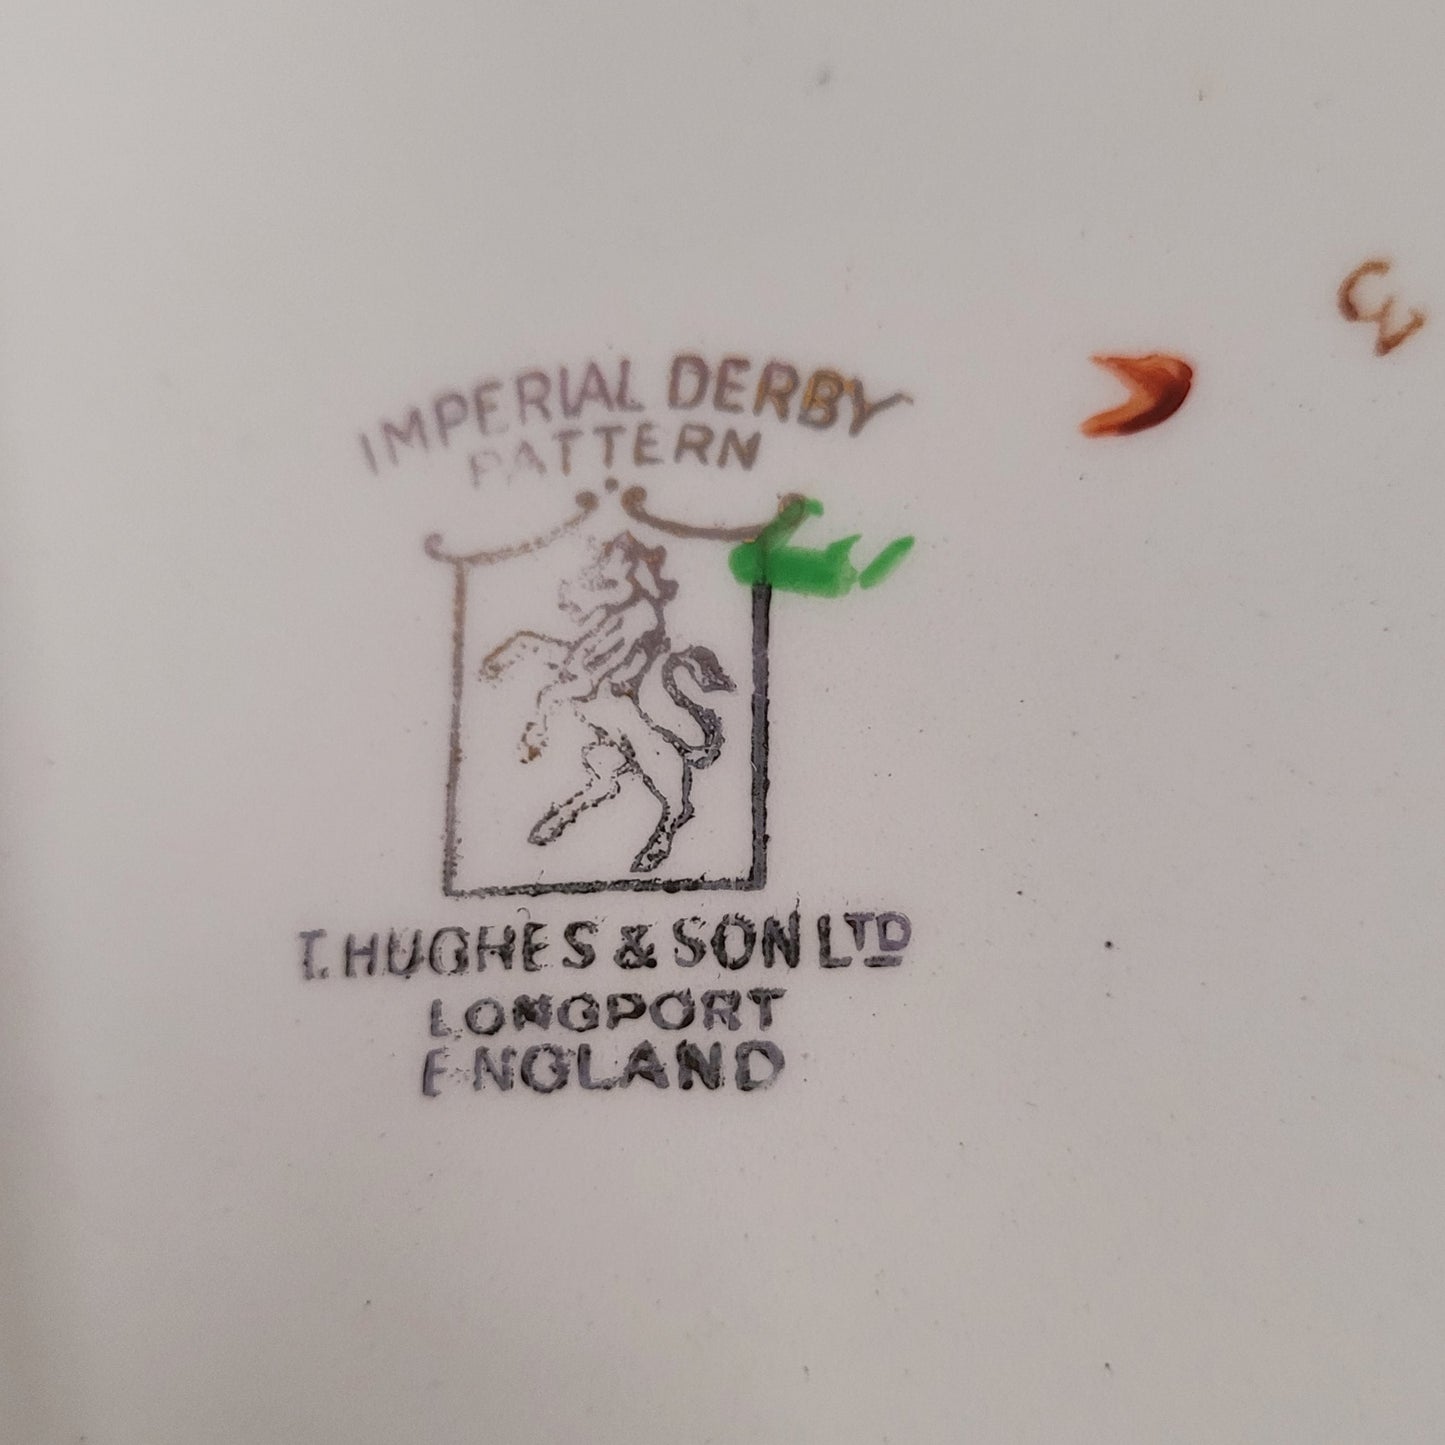 IMPERIAL DERBY
PATTERN
T. HUGHES & SON LTD
LONGPORT
ENGLAND